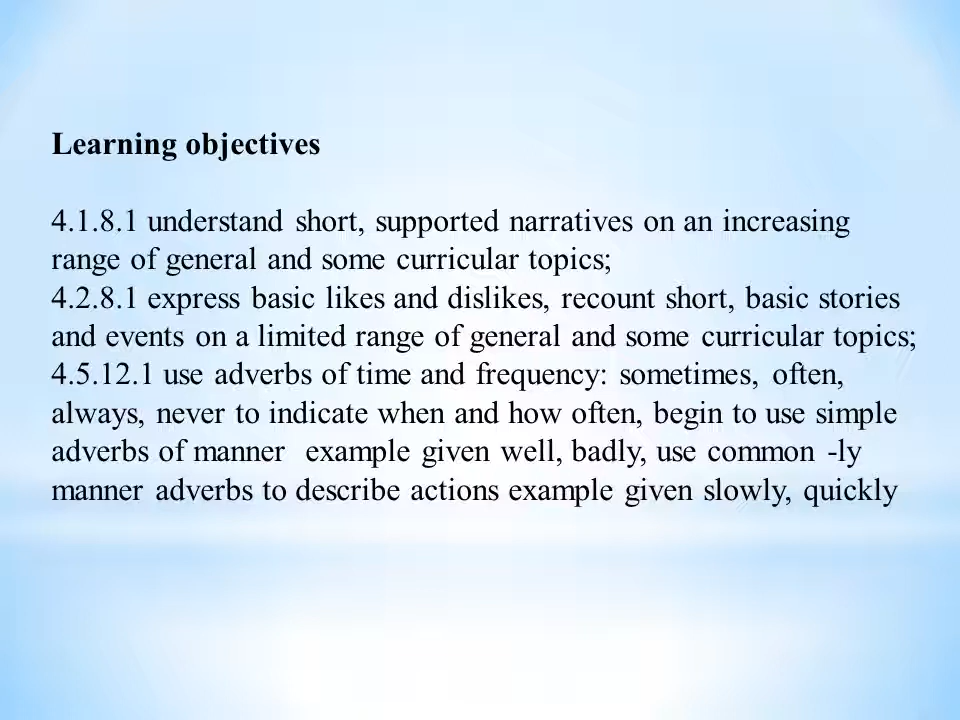 Learning objectives
4.1.8.1 understand short, supported narratives on an increasing
range of general and some curricular topics;
4.2.8.1 express basic likes and dislikes, recount short, basic stories
and events on a limited range of general and some curricular topics;
4.5.12.1 use adverbs of time and frequency: sometimes, often,
always, never to indicate when and how often, begin to use simple
adverbs of manner  example given well, badly, use common -ly
manner adverbs to describe actions example given slowly, quickly